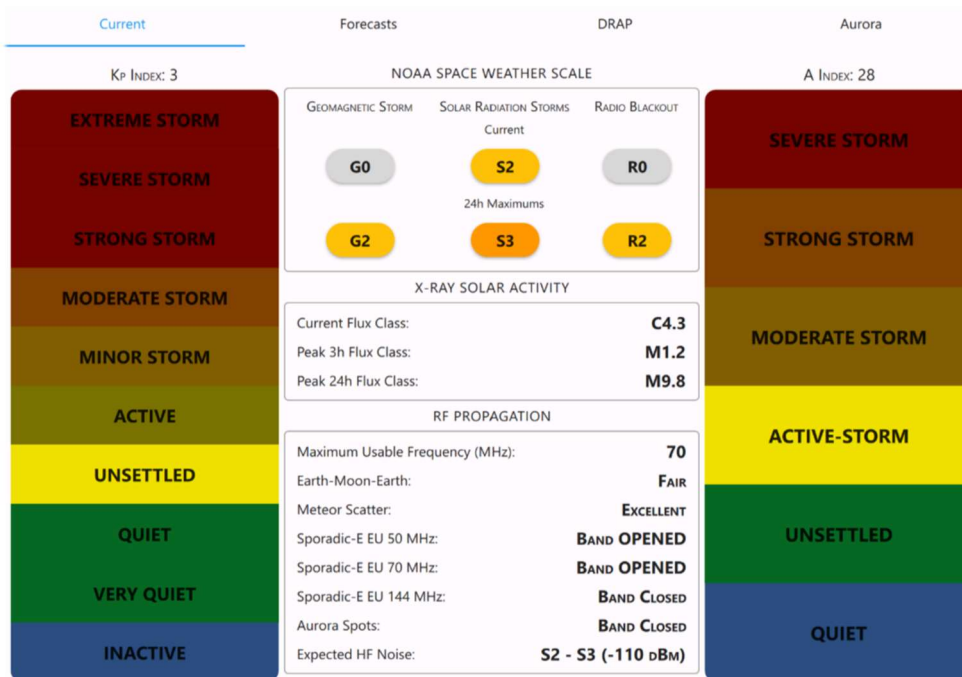 Current Forecasts DRAP Aurora
Kp Index: 3
EXTREME STORM
SEVERE STORM
STRONG STORM
MODERATE STORM
MINOR STORM
ACTIVE
UNSETTLED
QUIET
VERY QUIET
INACTIVE
NOAA SPACE WEATHER SCALE
Geomagnetic Storm Solar Radiation Storms Radio Blackout
Current
G0 S2 R0
24h Maximums
G2 S3 R2
X-RAY SOLAR ACTIVITY
Current Flux Class: C4.3
Peak 3h Flux Class: M1.2
Peak 24h Flux Class: M9.8
RF PROPAGATION
Maximum Usable Frequency (MHz): 70
Earth-Moon-Earth: Fair
Meteor Scatter: Excellent
Sporadic-E EU 50 MHz: Band OPENED
Sporadic-E EU 70 MHz: Band OPENED
Sporadic-E EU 144 MHz: Band Closed
Aurora Spots: Band Closed
Expected HF Noise: S2 - S3 (-110 dBm)
A Index: 28
SEVERE STORM
STRONG STORM
MODERATE STORM
ACTIVE-STORM
UNSETTLED
QUIET